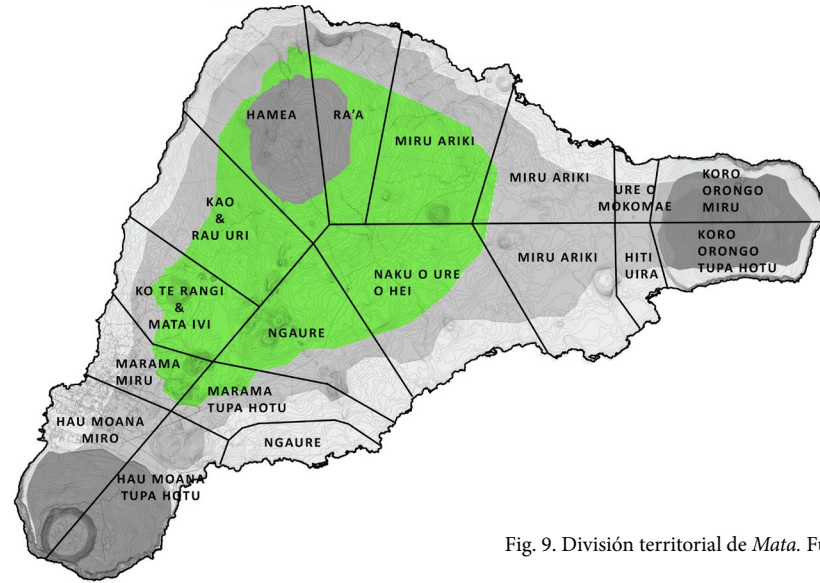 HAMEA
RA'A
MIRU ARIKI
MIRU ARIKI
URE O
MOKOMAE
KORO
ORONGO
MIRU
KAO
&
RAU URI
KORO
ORONGO
TUPA HOTU
MIRU ARIKI
HITI
UIRA
NAKU O URE
O HEI
KO TE RANGI
&
MATA IVI
NGAURE
MARAMA
MIRU
MARAMA
TUPA HOTU
HAU MOANA
MIRO
NGAURE
HAU MOANA
TUPA HOTU
Fig. 9. División territorial de Mata.